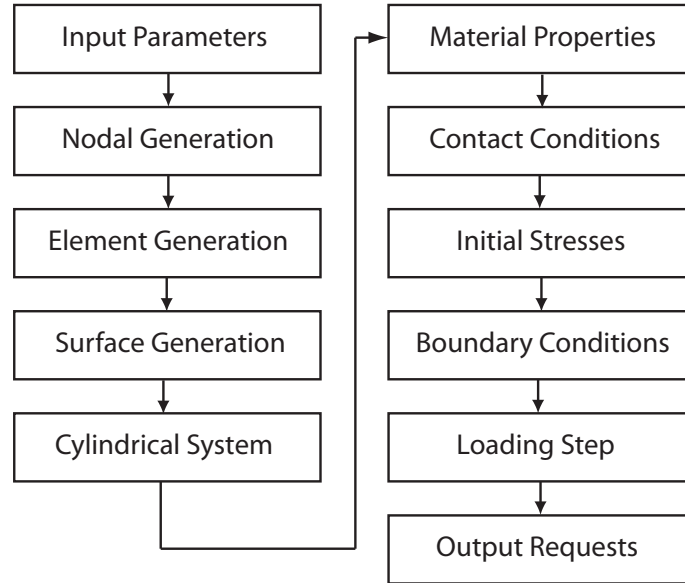 Input Parameters
Nodal Generation
Element Generation
Surface Generation
Cylindrical System
Material Properties
Contact Conditions
Initial Stresses
Boundary Conditions
Loading Step
Output Requests